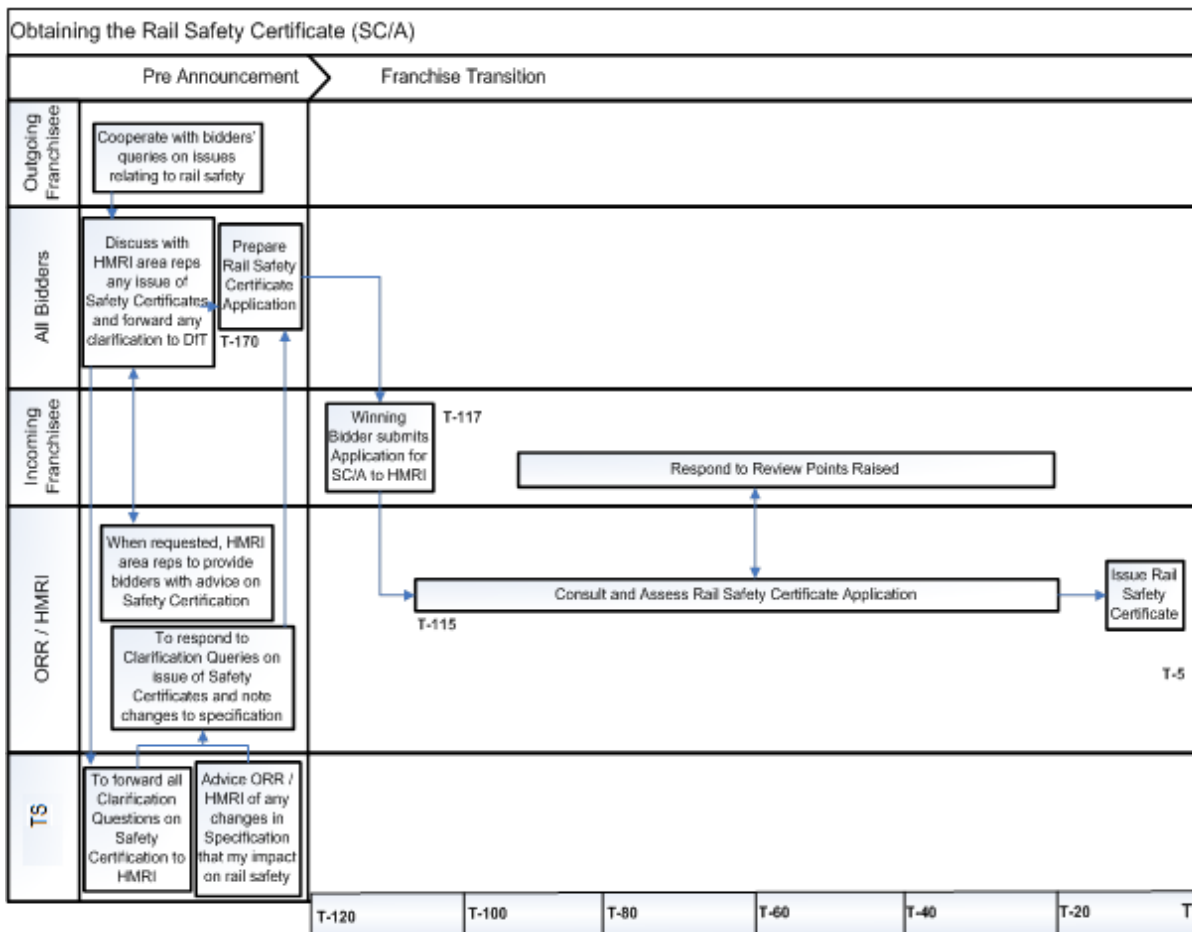 Obtaining the Rail Safety Certificate (SC/A)
Pre Announcement
Franchise Transition
Outgoing
Franchisee
Cooperate with bidders'
queries on issues
relating to rail safety
All Bidders
Discuss with
HMRI area reps
any issue of
Safety Certificates
and forward any
clarification to DfT
Prepare
Rail Safety
Certificate
Application
T-170
Incoming
Franchisee
Winning
Bidder submits
Application for
SC/A to HMRI
T-117
Respond to Review Points Raised
ORR / HMRI
When requested, HMRI
area reps to provide
bidders with advice on
Safety Certification
To respond to
Clarification Queries on
issue of Safety
Certificates and note
changes to specification
Consult and Assess Rail Safety Certificate Application
T-115
Issue Rail
Safety
Certificate
T-5
TS
To forward all
Clarification
Questions on
Safety
Certification to
HMRI
Advice ORR /
HMRI of any
changes in
Specification
that my impact
on rail safety
T-120
T-100
T-80
T-60
T-40
T-20
T